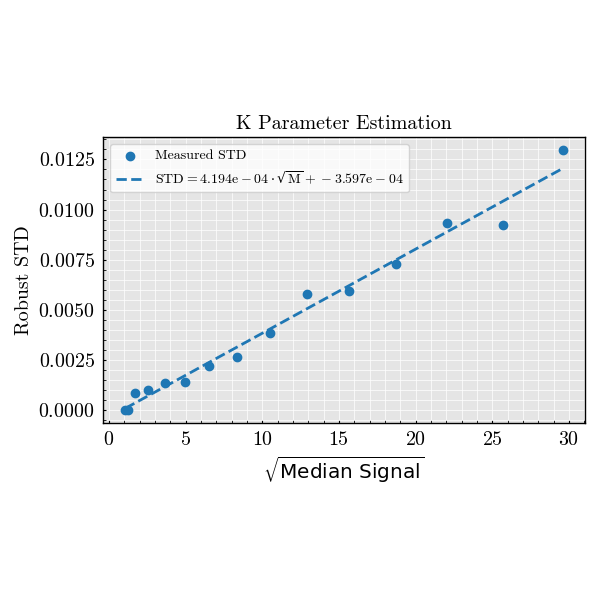 K Parameter Estimation
Measured STD
STD = 4.194e − 04 · √M + −3.597e − 04
0.0125
0.0100
0.0075
0.0050
0.0025
0.0000
Robust STD
0 5 10 15 20 25 30
√Median Signal